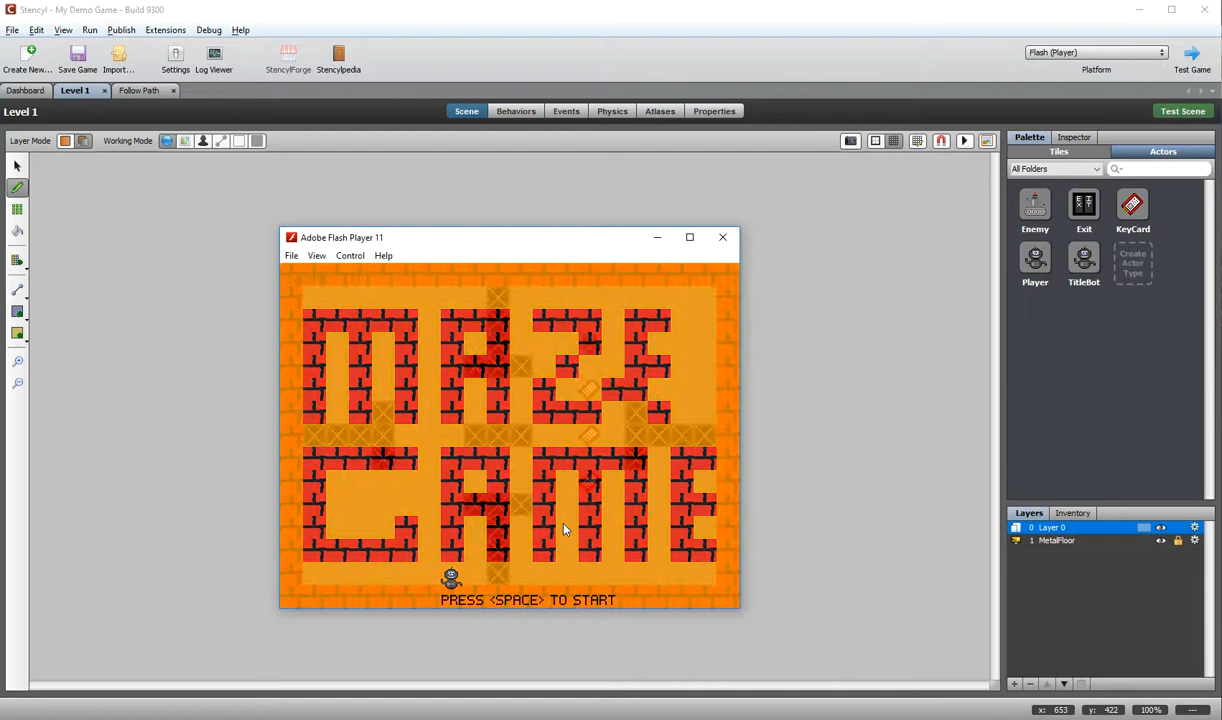 Stencyl - My Demo Game - Build 9300
File Edit View Run Publish Extensions Debug Help
Create New... Save Game Import... Settings Log Viewer StencylForge Stencylpedia
Flash (Player)
Platform
Test Game
Dashboard Level 1 Follow Path
Level 1
Scene Behaviors Events Physics Atlases Properties
Test Scene
Layer Mode Working Mode
Palette Inspector
Tiles Actors
All Folders
EXIT
Enemy Exit KeyCard
Create Actor Type
Player TitleBot
Adobe Flash Player 11
File View Control Help
MAZE
GAME
PRESS <SPACE> TO START
Layers Inventory
0 Layer 0
1 MetalFloor
x: 653 y: 422 100% ---